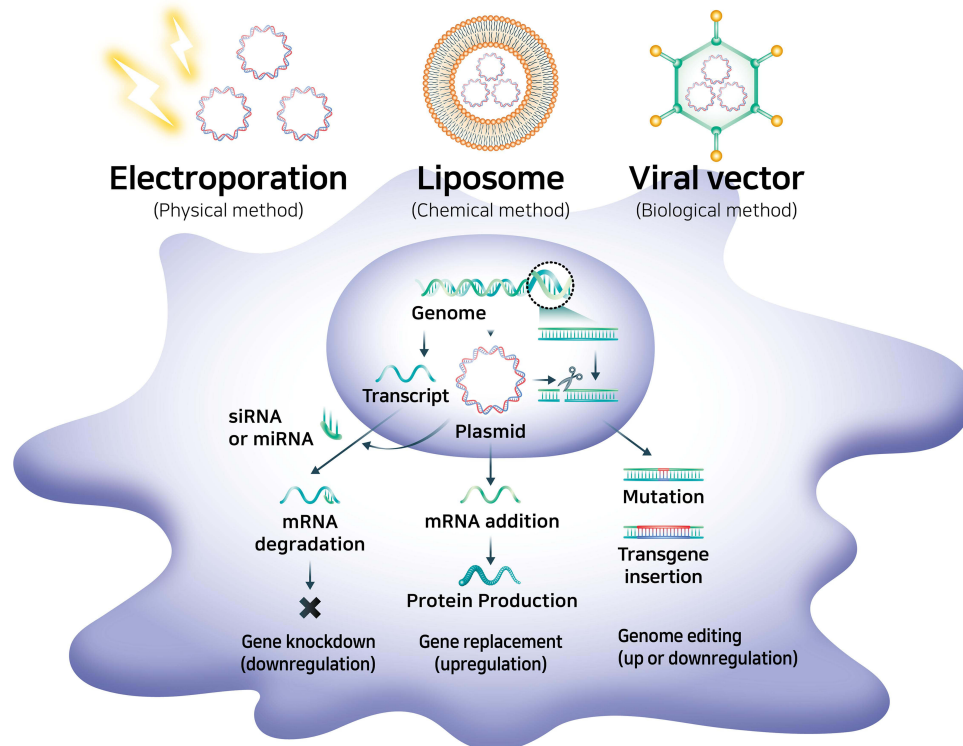 Electroporation
(Physical method)
Liposome
(Chemical method)
Viral vector
(Biological method)
Genome
Transcript
Plasmid
siRNA
or miRNA
mRNA
degradation
mRNA addition
Mutation
Transgene
insertion
Protein Production
Gene knockdown
(downregulation)
Gene replacement
(upregulation)
Genome editing
(up or downregulation)